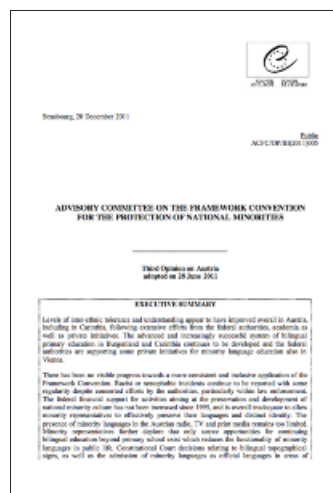 Strasbourg, 20 December 2011
Public
ACFC/OP/III(2011)005
ADVISORY COMMITTEE ON THE FRAMEWORK CONVENTION
FOR THE PROTECTION OF NATIONAL MINORITIES
Third Opinion on Austria
adopted on 28 June 2011
EXECUTIVE SUMMARY
Levels of inter-ethnic tolerance and understanding appear to have improved overall in Austria,
including in Carinthia, following extensive efforts from the federal authorities, academia as
well as private initiatives. The advanced and increasingly successful system of bilingual
primary education in Burgenland and Carinthia continues to be developed and the federal
authorities are supporting some private initiatives for minority language education also in
Vienna.
There has been no visible progress towards a more consistent and inclusive application of the
Framework Convention. Racist or xenophobic incidents continue to be reported with some
regularity despite concerted efforts by the authorities, particularly within law enforcement.
The federal financial support for activities aiming at the preservation and development of
national minority culture has not been increased since 1995, and is overall inadequate to allow
minority representatives to effectively preserve their languages and distinct identity. The
presence of minority languages in the Austrian radio, TV and print media remains too limited.
Minority representatives further deplore that only scarce opportunities for continuing
bilingual education beyond primary school exist which reduces the functionality of minority
languages in public life. Constitutional Court decisions relating to bilingual topographical
signs, as well as the admission of minority languages as official languages in areas of